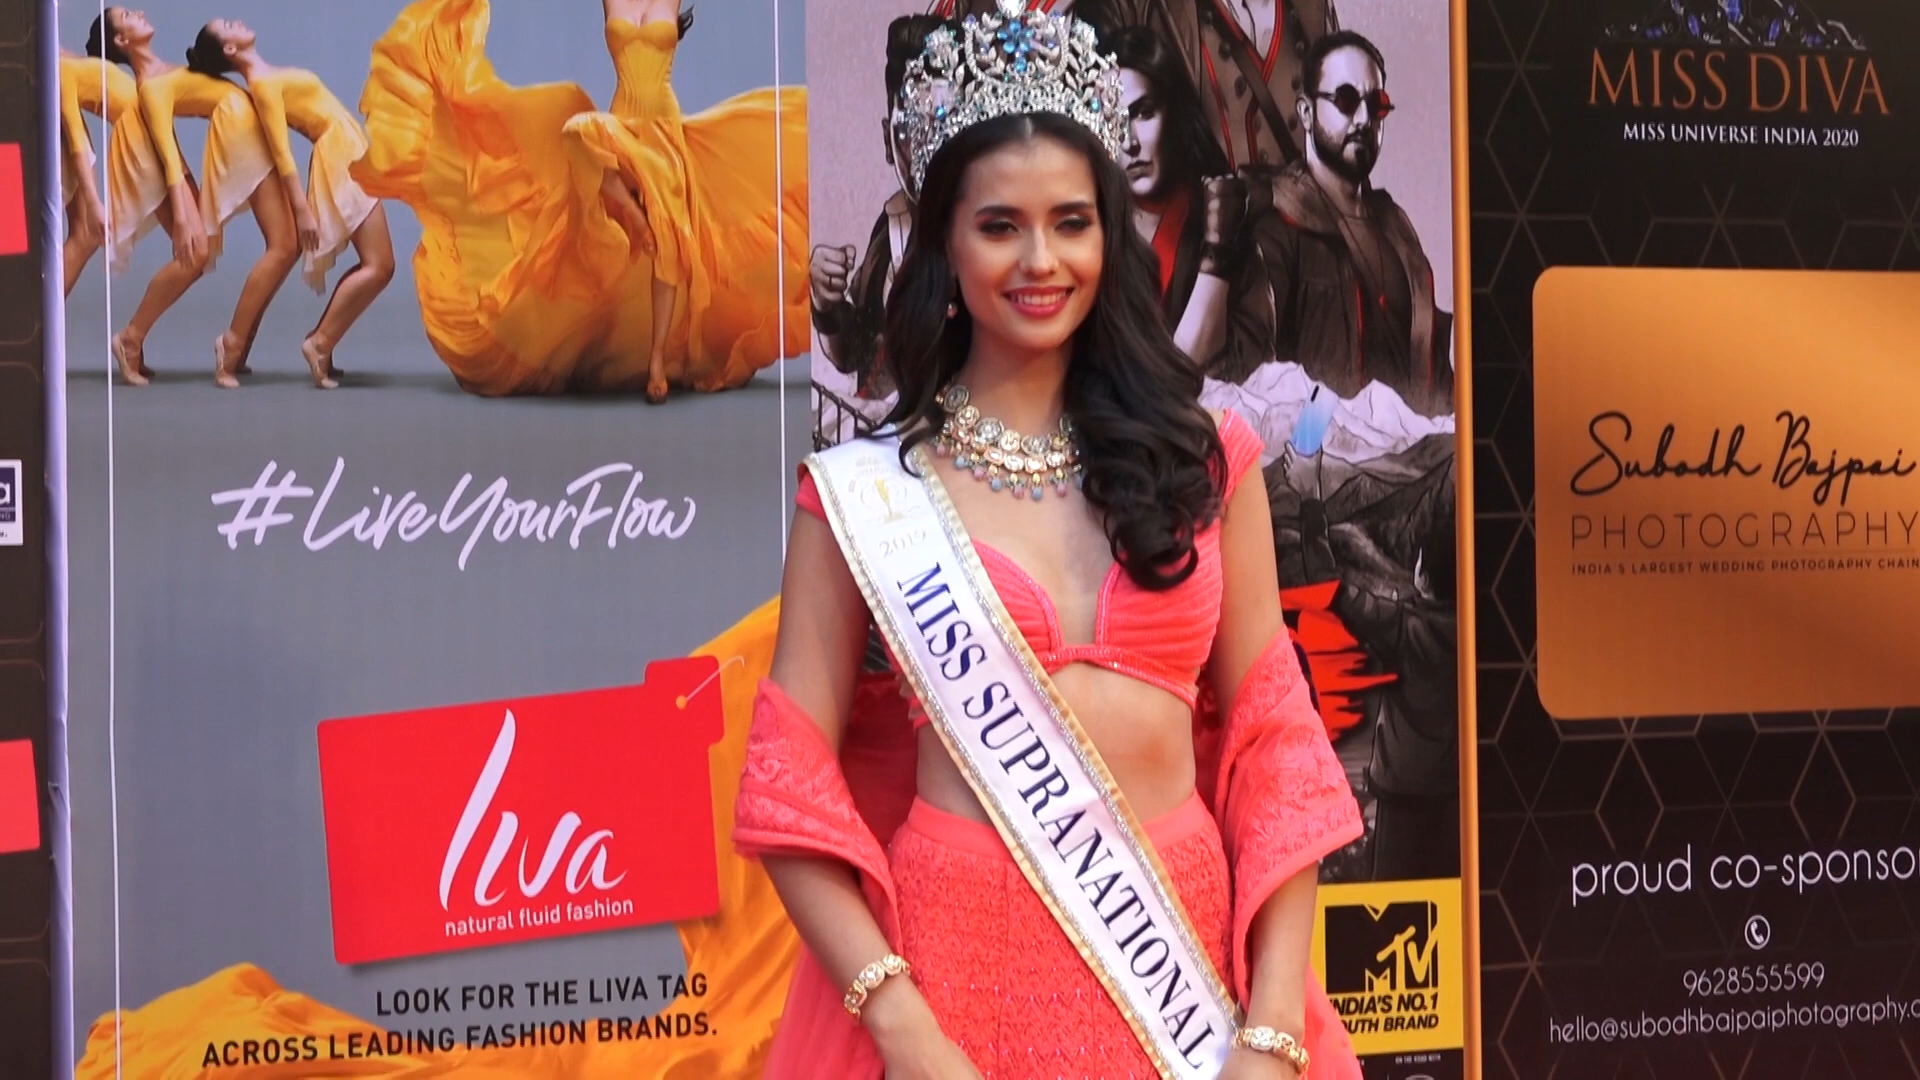 #LiveYourFlow
Liva
natural fluid fashion
LOOK FOR THE LIVA TAG
ACROSS LEADING FASHION BRANDS.
2019
MISS SUPRANATIONAL
MTV
INDIA'S NO.1
BRAND
MISS DIVA
MISS UNIVERSE INDIA 2020
Subodh Bajpai
PHOTOGRAPHY
INDIA'S LARGEST WEDDING PHOTOGRAPHY CHAIN
proud co-sponsor
9628555599
hello@subodhbajpaiphotography.c